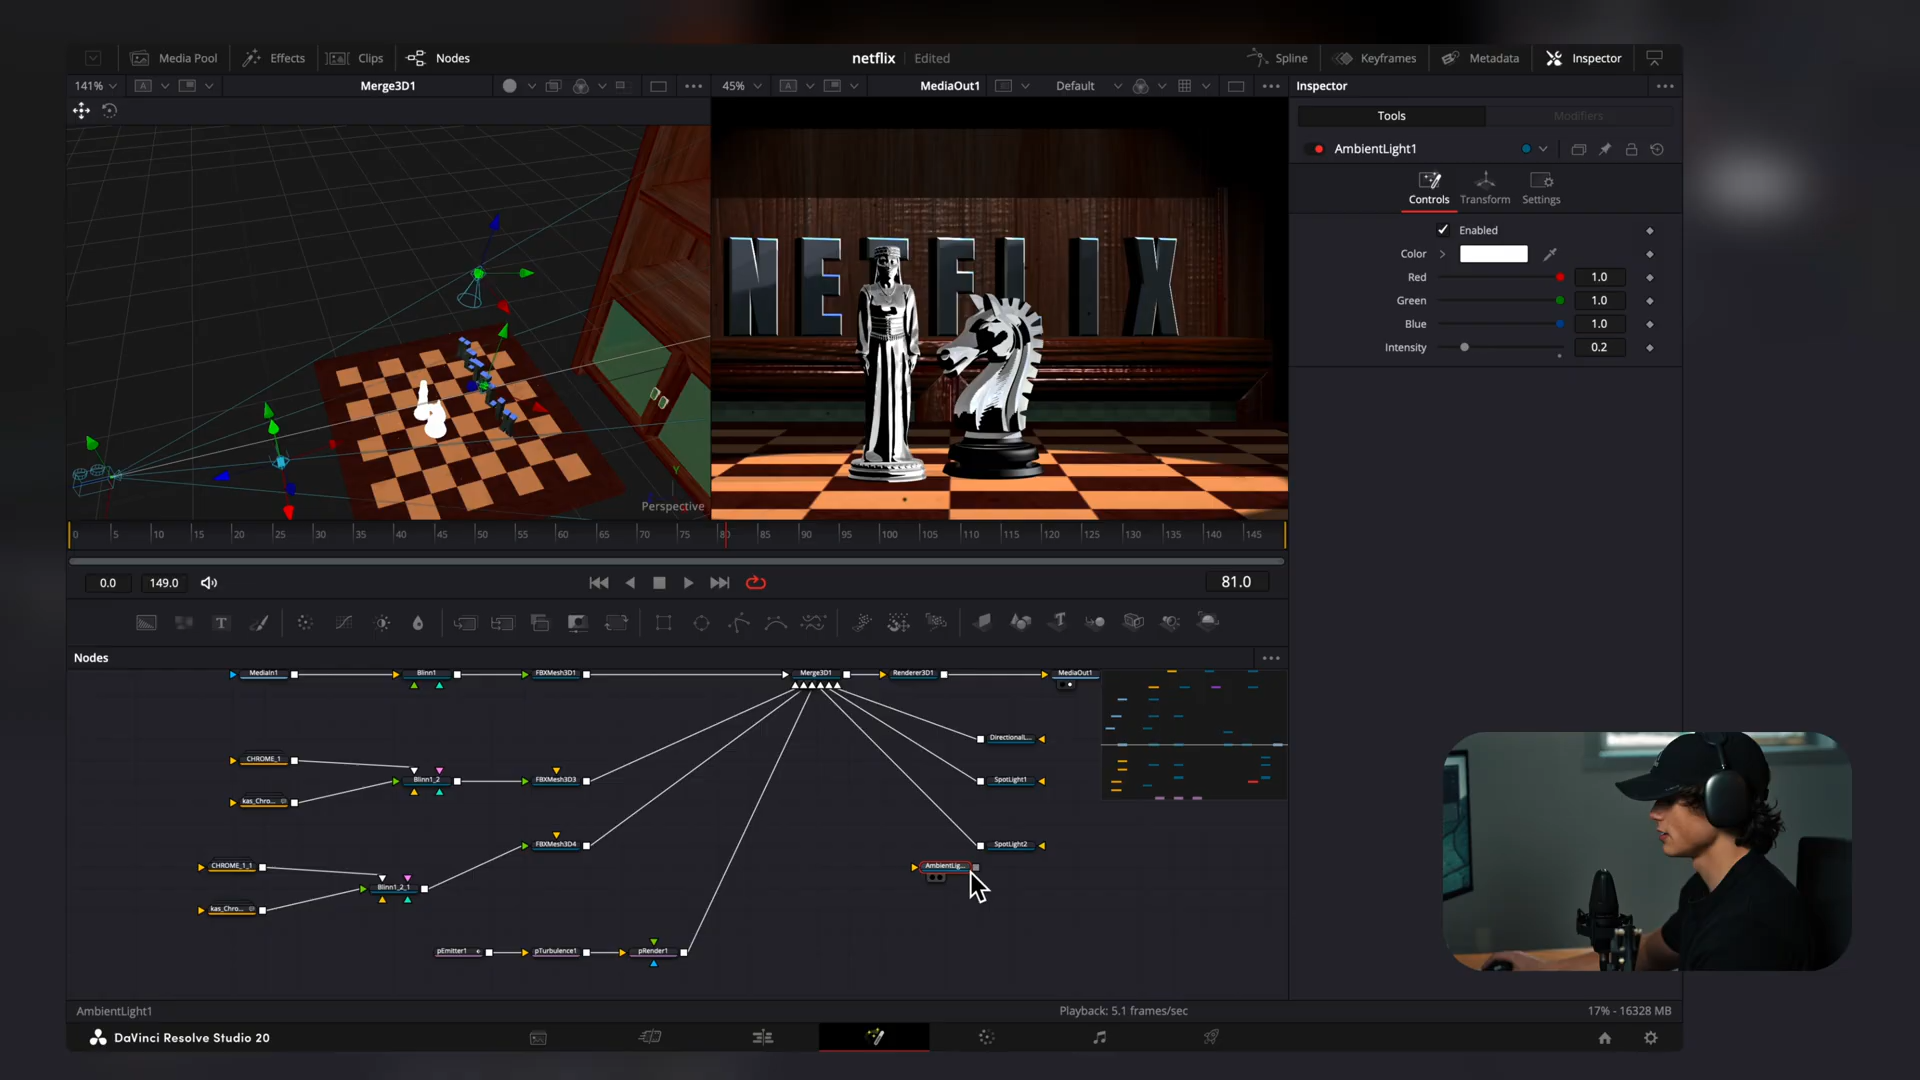 Media Pool Effects Clips Nodes netflix Edited Spline Keyframes Metadata Inspector
141% Merge3D1 45% MediaOut1 Default Inspector
Tools Modifiers
AmbientLight1
Controls Transform Settings
Enabled
Color
Red 1.0
Green 1.0
Blue 1.0
Intensity 0.2
NETFLIX
Y
Perspective
0 5 10 15 20 25 30 35 40 45 50 55 60 65 70 75 80 85 90 95 100 105 110 115 120 125 130 135 140 145
0.0 149.0 81.0
Nodes
MediaIn1 Blinn1 FBXMesh3D1 Merge3D1 Renderer3D1 MediaOut1
DirectionalL...
CHROME_1 Blinn1_2 FBXMesh3D3 SpotLight1
kas_Chro...
FBXMesh3D4 SpotLight2
CHROME_1_1 AmbientLig...
Blinn1_2_1
kas_Chro...
pEmitter1 pTurbulence1 pRender1
AmbientLight1 Playback: 5.1 frames/sec 17% - 16328 MB
DaVinci Resolve Studio 20